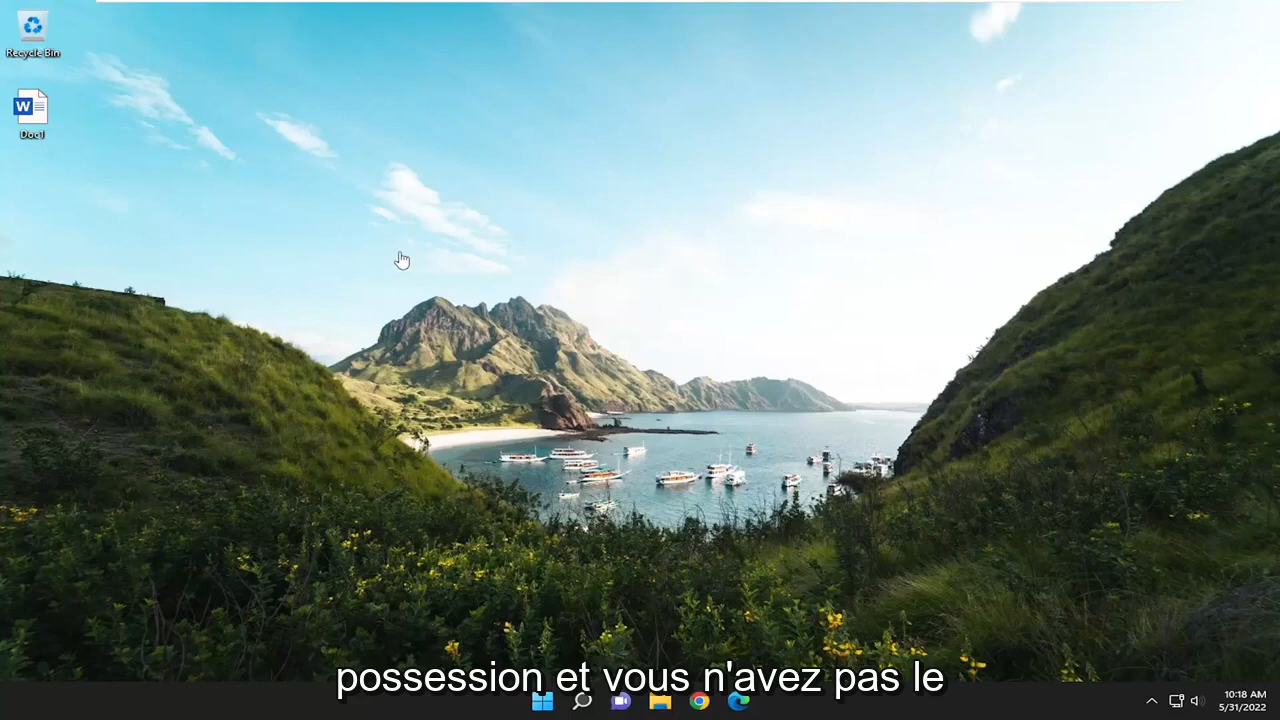 Recycle Bin
W
Doc1
possession et vous n'avez pas le
10:18 AM
5/31/2022